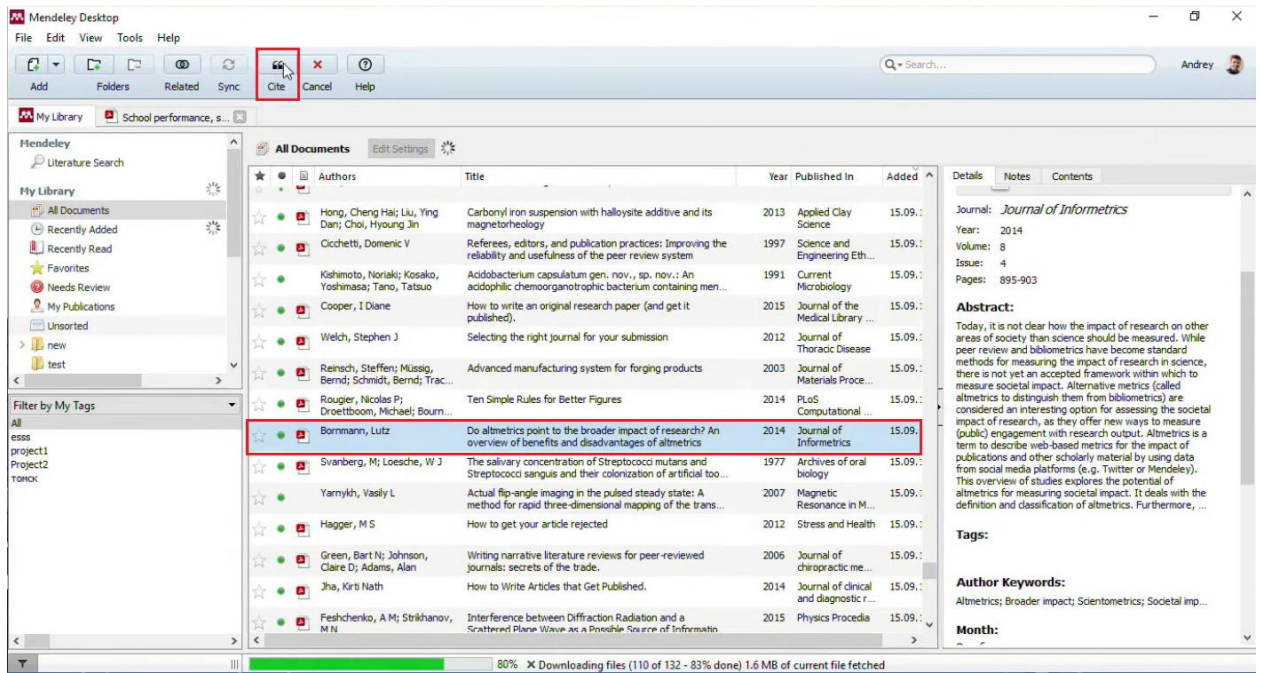 Mendeley Desktop
File Edit View Tools Help
Search...
Andrey
Add Folders Related Sync Cite Cancel Help
My Library School performance, s...
Mendeley
Literature Search
My Library
All Documents
Recently Added
Recently Read
Favorites
Needs Review
My Publications
Unsorted
new
test
Filter by My Tags
All
esss
project1
Project2
томск
All Documents Edit Settings
Authors Title Year Published In Added
Hong, Cheng Hai; Liu, Ying Carbonyl iron suspension with halloysite additive and its 2013 Applied Clay 15.09.
Dan; Choi, Hyoung Jin magnetorheology Science
Cicchetti, Domenic V Referees, editors, and publication practices: Improving the 1997 Science and 15.09.
reliability and usefulness of the peer review system Engineering Eth...
Kishimoto, Noriaki; Kosako, Acidobacterium capsulatum gen. nov., sp. nov.: An 1991 Current 15.09.
Yoshimasa; Tano, Tatsuo acidophilic chemoorganotrophic bacterium containing men... Microbiology
Cooper, I Diane How to write an original research paper (and get it 2015 Journal of the 15.09.
published). Medical Library ...
Welch, Stephen J Selecting the right journal for your submission 2012 Journal of 15.09.
Thoracic Disease
Reinsch, Steffen; Müssig, Advanced manufacturing system for forging products 2003 Journal of 15.09.
Bernd; Schmidt, Bernd; Trac... Materials Proce...
Rougier, Nicolas P; Ten Simple Rules for Better Figures 2014 PLoS 15.09.
Droettboom, Michael; Bourn... Computational ...
Bornmann, Lutz Do altmetrics point to the broader impact of research? An 2014 Journal of 15.09.
overview of benefits and disadvantages of altmetrics Informetrics
Svanberg, M; Loesche, W J The salivary concentration of Streptococci mutans and 1977 Archives of oral 15.09.
Streptococci sanguis and their colonization of artificial too... biology
Yarnykh, Vasily L Actual flip-angle imaging in the pulsed steady state: A 2007 Magnetic 15.09.
method for rapid three-dimensional mapping of the trans... Resonance in M...
Hagger, M S How to get your article rejected 2012 Stress and Health 15.09.
Green, Bart N; Johnson, Writing narrative literature reviews for peer-reviewed 2006 Journal of 15.09.
Claire D; Adams, Alan journals: secrets of the trade. chiropractic me...
Jha, Kirti Nath How to Write Articles that Get Published. 2014 Journal of clinical 15.09.
and diagnostic r...
Feshchenko, A M; Strikhanov, Interference between Diffraction Radiation and a 2015 Physics Procedia 15.09.
M N Scattered Plane Wave as a Possible Source of Informatio
Details Notes Contents
Journal: Journal of Informetrics
Year: 2014
Volume: 8
Issue: 4
Pages: 895-903
Abstract:
Today, it is not clear how the impact of research on other
areas of society than science should be measured. While
peer review and bibliometrics have become standard
methods for measuring the impact of research in science,
there is not yet an accepted framework within which to
measure societal impact. Alternative metrics (called
altmetrics to distinguish them from bibliometrics) are
considered an interesting option for assessing the societal
impact of research, as they offer new ways to measure
(public) engagement with research output. Altmetrics is a
term to describe web-based metrics for the impact of
publications and other scholarly material by using data
from social media platforms (e.g. Twitter or Mendeley).
This overview of studies explores the potential of
altmetrics for measuring societal impact. It deals with the
definition and classification of altmetrics. Furthermore, ...
Tags:
Author Keywords:
Altmetrics; Broader impact; Scientometrics; Societal imp...
Month:
80% Downloading files (110 of 132 - 83% done) 1.6 MB of current file fetched